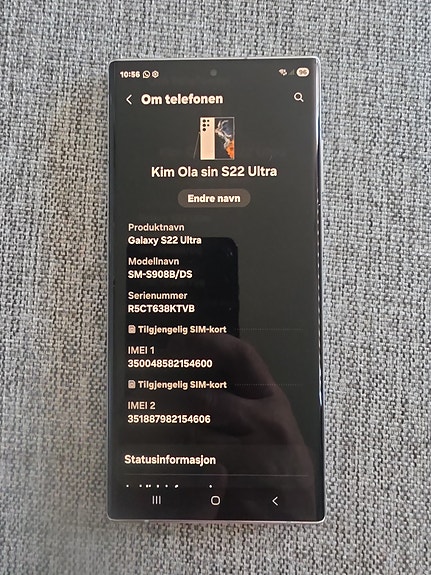 10:56 96
Om telefonen
Kim Ola sin S22 Ultra
Endre navn
Produktnavn
Galaxy S22 Ultra
Modellnavn
SM-S908B/DS
Serienummer
R5CT638KTVB
Tilgjengelig SIM-kort
IMEI 1
350048582154600
Tilgjengelig SIM-kort
IMEI 2
351887982154606
Statusinformasjon